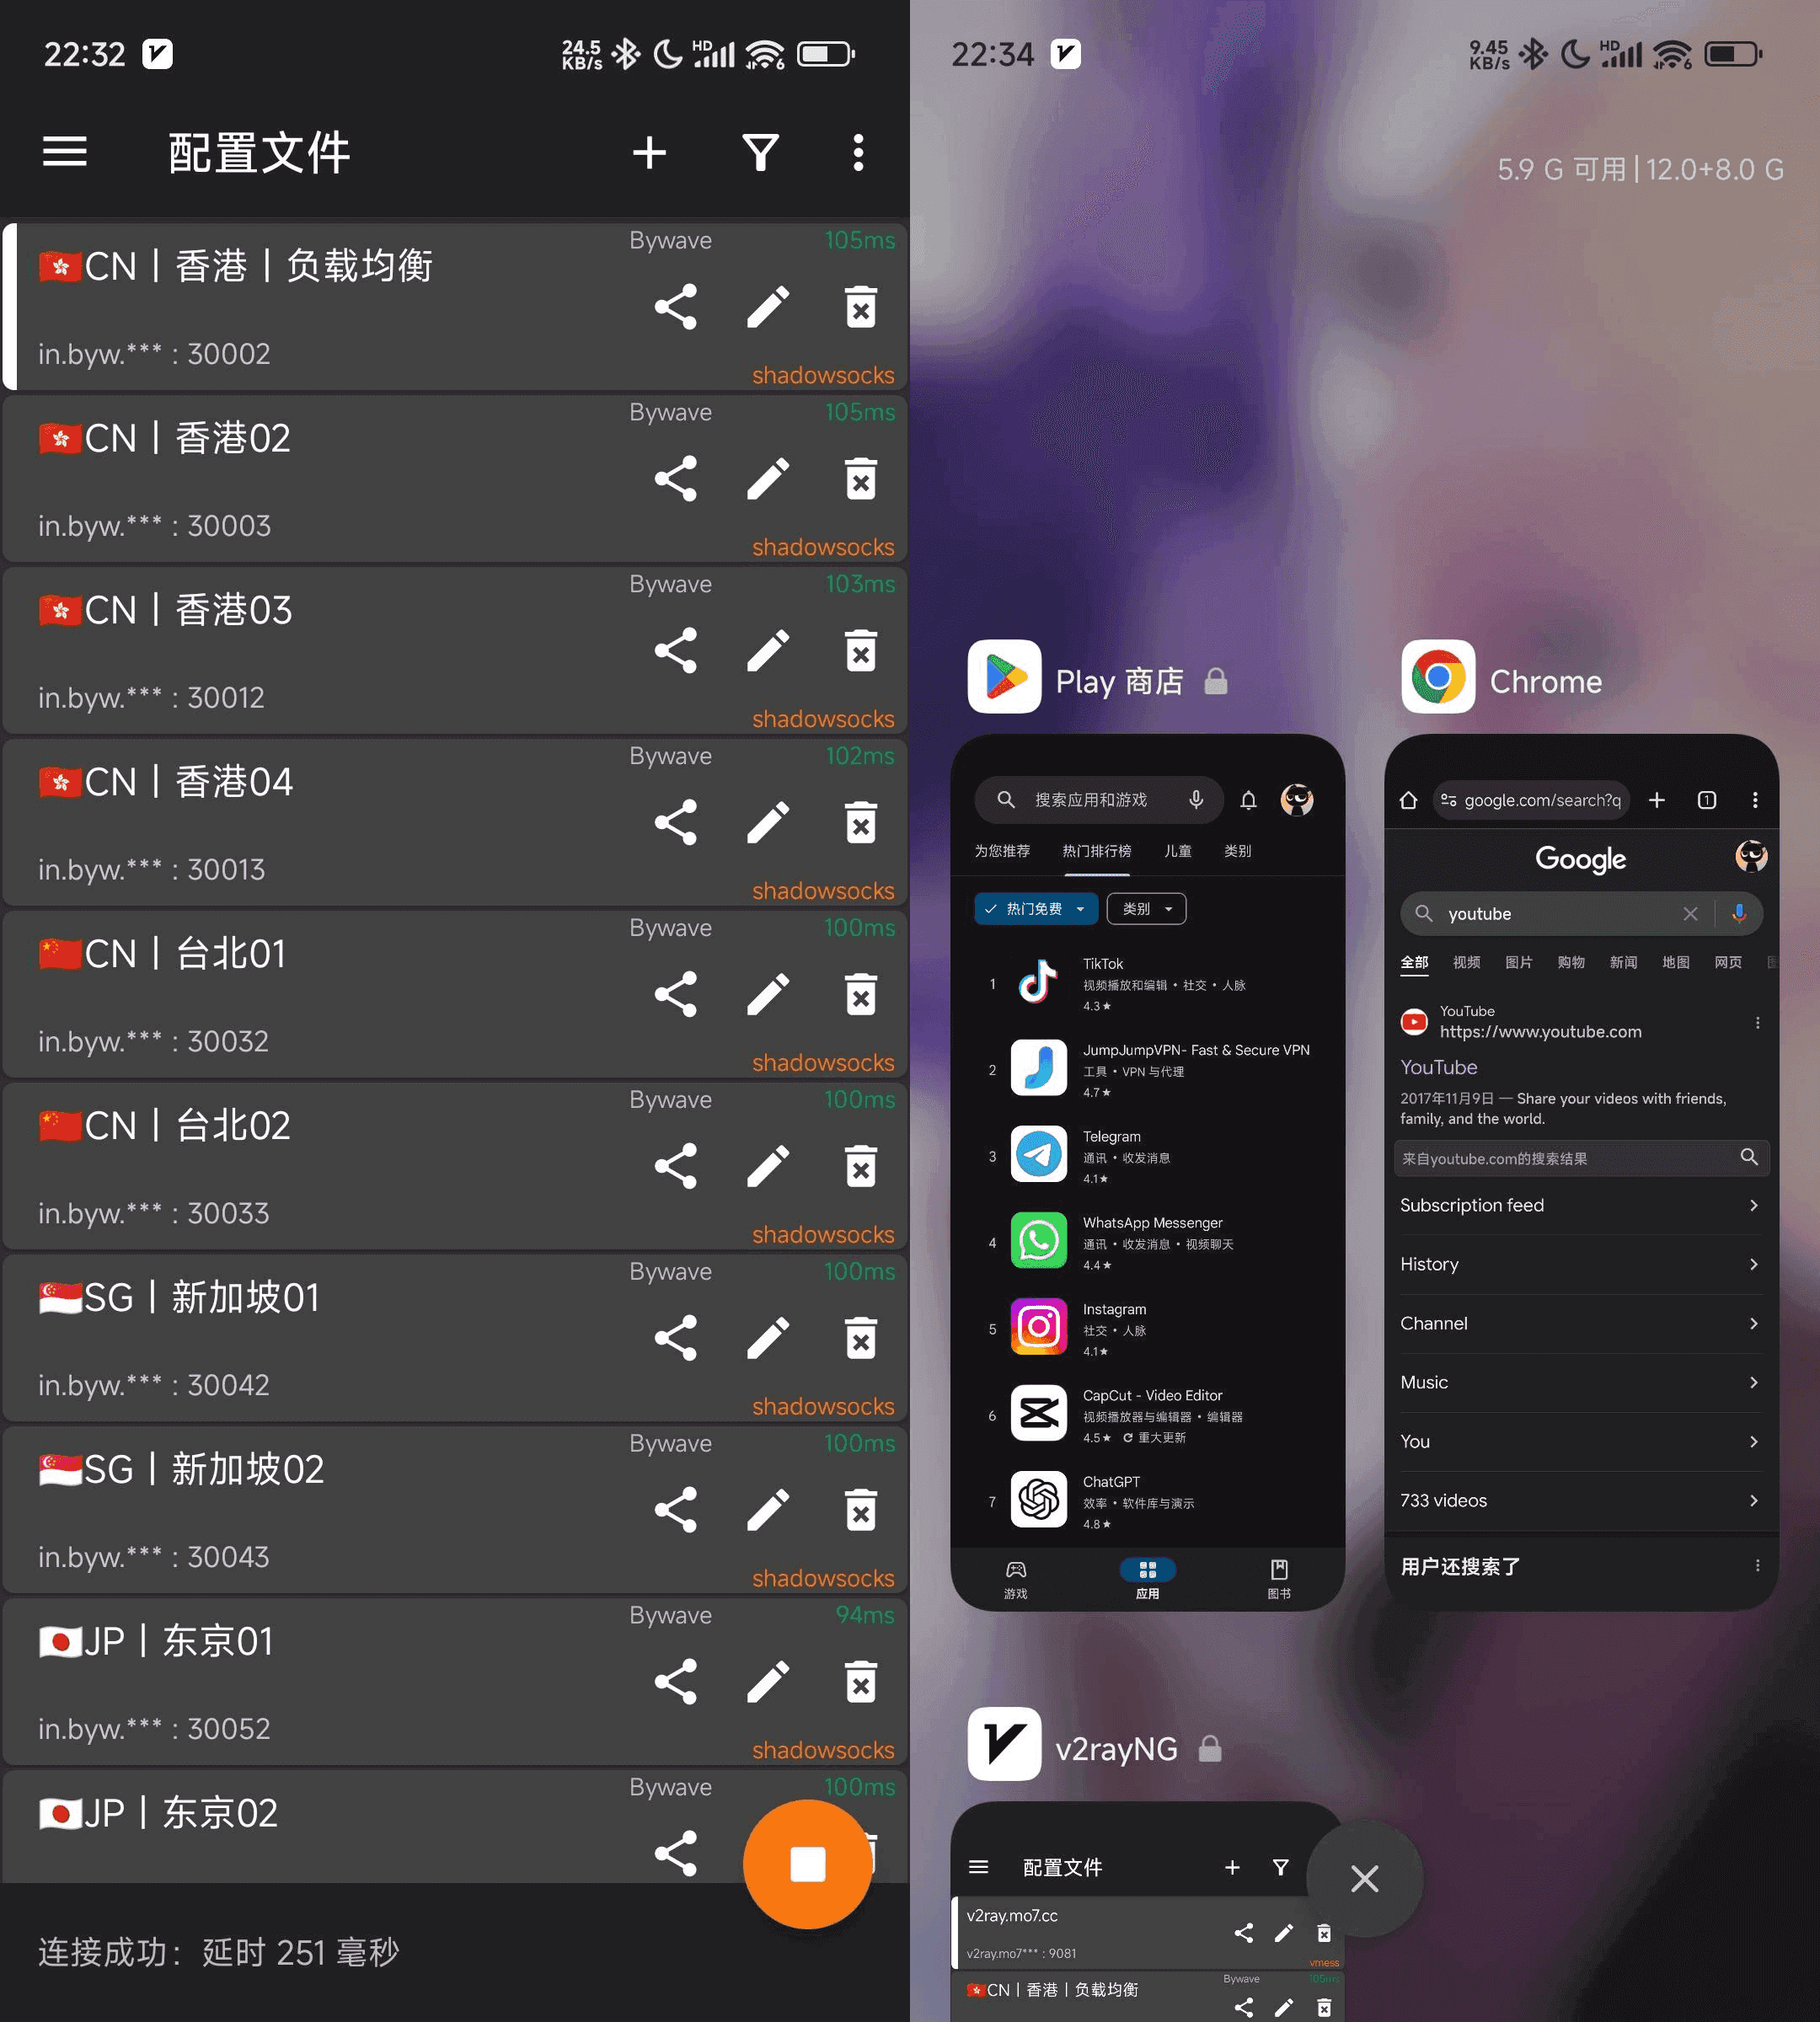 22:32
24.5 KB/s
HD
6
配置文件
🇭🇰CN丨香港丨负载均衡
Bywave
105ms
in.byw.*** : 30002
shadowsocks
🇭🇰CN丨香港02
Bywave
105ms
in.byw.*** : 30003
shadowsocks
🇭🇰CN丨香港03
Bywave
103ms
in.byw.*** : 30012
shadowsocks
🇭🇰CN丨香港04
Bywave
102ms
in.byw.*** : 30013
shadowsocks
🇨🇳CN丨台北01
Bywave
100ms
in.byw.*** : 30032
shadowsocks
🇨🇳CN丨台北02
Bywave
100ms
in.byw.*** : 30033
shadowsocks
🇸🇬SG丨新加坡01
Bywave
100ms
in.byw.*** : 30042
shadowsocks
🇸🇬SG丨新加坡02
Bywave
100ms
in.byw.*** : 30043
shadowsocks
🇯🇵JP丨东京01
Bywave
94ms
in.byw.*** : 30052
shadowsocks
🇯🇵JP丨东京02
Bywave
100ms
连接成功：延时 251 毫秒
22:34
9.45 KB/s
HD
6
5.9 G 可用|12.0+8.0 G
Play 商店
搜索应用和游戏
为您推荐 热门排行榜 儿童 类别
热门免费 类别
1
TikTok
视频播放和编辑 • 社交 • 人脉
4.3★
2
JumpJumpVPN- Fast & Secure VPN
工具 • VPN 与代理
4.7★
3
Telegram
通讯 • 收发消息
4.1★
4
WhatsApp Messenger
通讯 • 收发消息 • 视频聊天
4.4★
5
Instagram
社交 • 人脉
4.1★
6
CapCut - Video Editor
视频播放器与编辑器 • 编辑器
4.5★ 重大更新
7
ChatGPT
效率 • 软件库与演示
4.8★
游戏 应用 图书
Chrome
google.com/search?q
1
Google
youtube
全部 视频 图片 购物 新闻 地图 网页
YouTube
https://www.youtube.com
YouTube
2017年11月9日 — Share your videos with friends,
family, and the world.
来自youtube.com的搜索结果
Subscription feed
History
Channel
Music
You
733 videos
用户还搜索了
v2rayNG
配置文件
v2ray.mo7.cc
v2ray.mo7*** : 9081
vmess
🇭🇰CN丨香港丨负载均衡
Bywave
105ms